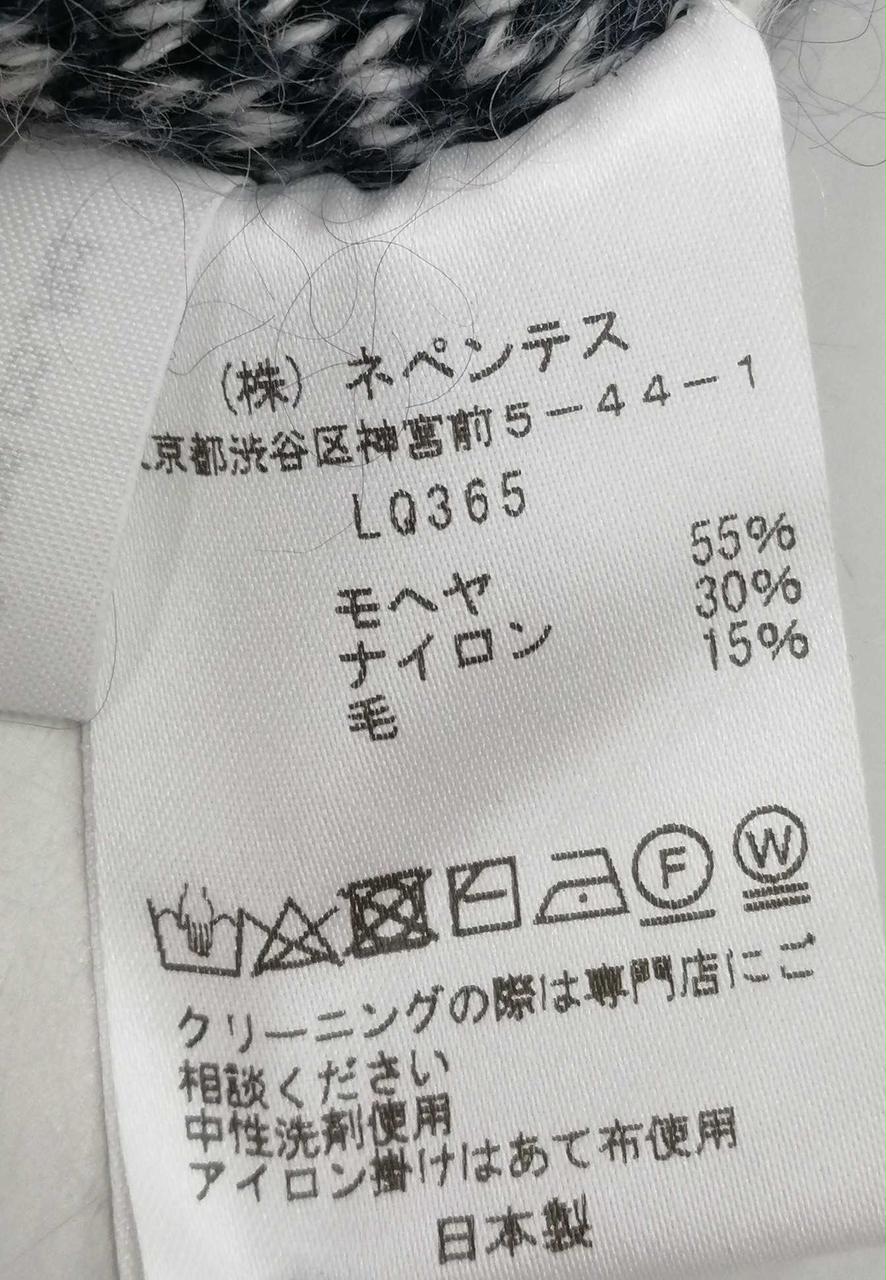 (株) ネペンテス
京都渋谷区神宮前5-44-1
LQ365
モヘヤ 55%
ナイロン 30%
毛 15%
F W
クリーニングの際は専門店にご
相談ください
中性洗剤使用
アイロン掛けはあて布使用
日本製